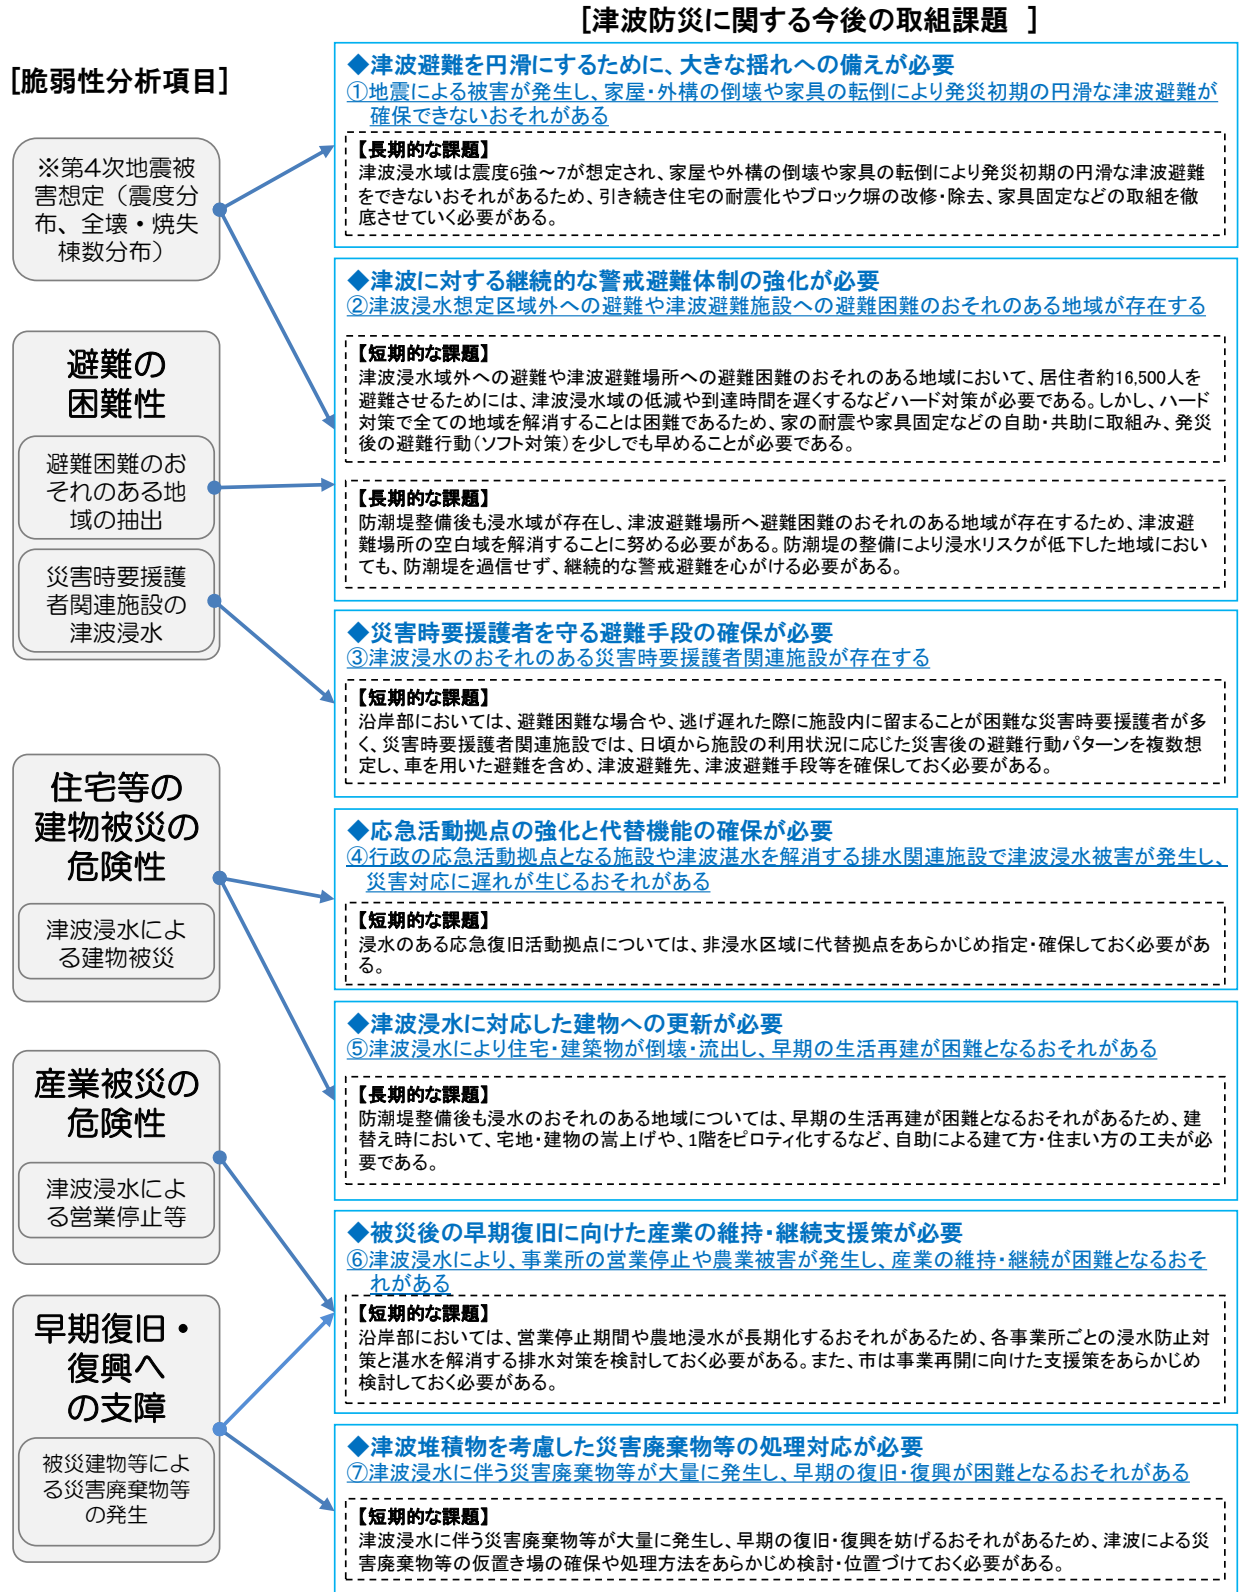 [津波防災に関する今後の取組課題 ]
[脆弱性分析項目]
※第4次地震被
害想定（震度分
布、全壊・焼失
棟数分布）
避難の
困難性
避難困難のお
それのある地
域の抽出
災害時要援護
者関連施設の
津波浸水
住宅等の
建物被災の
危険性
津波浸水によ
る建物被災
産業被災の
危険性
津波浸水によ
る営業停止等
早期復旧・
復興へ
の支障
被災建物等によ
る災害廃棄物等
の発生
◆津波避難を円滑にするために、大きな揺れへの備えが必要
①地震による被害が発生し、家屋・外構の倒壊や家具の転倒により発災初期の円滑な津波避難が
確保できないおそれがある
【長期的な課題】
津波浸水域は震度6強～7が想定され、家屋や外構の倒壊や家具の転倒により発災初期の円滑な津波避難
をできないおそれがあるため、引き続き住宅の耐震化やブロック塀の改修・除去、家具固定などの取組を徹
底させていく必要がある。
◆津波に対する継続的な警戒避難体制の強化が必要
②津波浸水想定区域外への避難や津波避難施設への避難困難のおそれのある地域が存在する
【短期的な課題】
津波浸水域外への避難や津波避難場所への避難困難のおそれのある地域において、居住者約16,500人を
避難させるためには、津波浸水域の低減や到達時間を遅くするなどハード対策が必要である。しかし、ハード
対策で全ての地域を解消することは困難であるため、家の耐震や家具固定などの自助・共助に取組み、発災
後の避難行動（ソフト対策）を少しでも早めることが必要である。
【長期的な課題】
防潮堤整備後も浸水域が存在し、津波避難場所へ避難困難のおそれのある地域が存在するため、津波避
難場所の空白域を解消することに努める必要がある。防潮堤の整備により浸水リスクが低下した地域におい
ても、防潮堤を過信せず、継続的な警戒避難を心がける必要がある。
◆災害時要援護者を守る避難手段の確保が必要
③津波浸水のおそれのある災害時要援護者関連施設が存在する
【短期的な課題】
沿岸部においては、避難困難な場合や、逃げ遅れた際に施設内に留まることが困難な災害時要援護者が多
く、災害時要援護者関連施設では、日頃から施設の利用状況に応じた災害後の避難行動パターンを複数想
定し、車を用いた避難を含め、津波避難先、津波避難手段等を確保しておく必要がある。
◆応急活動拠点の強化と代替機能の確保が必要
④行政の応急活動拠点となる施設や津波湛水を解消する排水関連施設で津波浸水被害が発生し、
災害対応に遅れが生じるおそれがある
【短期的な課題】
浸水のある応急復旧活動拠点については、非浸水区域に代替拠点をあらかじめ指定・確保しておく必要があ
る。
◆津波浸水に対応した建物への更新が必要
⑤津波浸水により住宅・建築物が倒壊・流出し、早期の生活再建が困難となるおそれがある
【長期的な課題】
防潮堤整備後も浸水のおそれのある地域については、早期の生活再建が困難となるおそれがあるため、建
替え時において、宅地・建物の嵩上げや、1階をピロティ化するなど、自助による建て方・住まい方の工夫が必
要である。
◆被災後の早期復旧に向けた産業の維持・継続支援策が必要
⑥津波浸水により、事業所の営業停止や農業被害が発生し、産業の維持・継続が困難となるおそ
れがある
【短期的な課題】
沿岸部においては、営業停止期間や農地浸水が長期化するおそれがあるため、各事業所ごとの浸水防止対
策と湛水を解消する排水対策を検討しておく必要がある。また、市は事業再開に向けた支援策をあらかじめ
検討しておく必要がある。
◆津波堆積物を考慮した災害廃棄物等の処理対応が必要
⑦津波浸水に伴う災害廃棄物等が大量に発生し、早期の復旧・復興が困難となるおそれがある
【短期的な課題】
津波浸水に伴う災害廃棄物等が大量に発生し、早期の復旧・復興を妨げるおそれがあるため、津波による災
害廃棄物等の仮置き場の確保や処理方法をあらかじめ検討・位置づけておく必要がある。